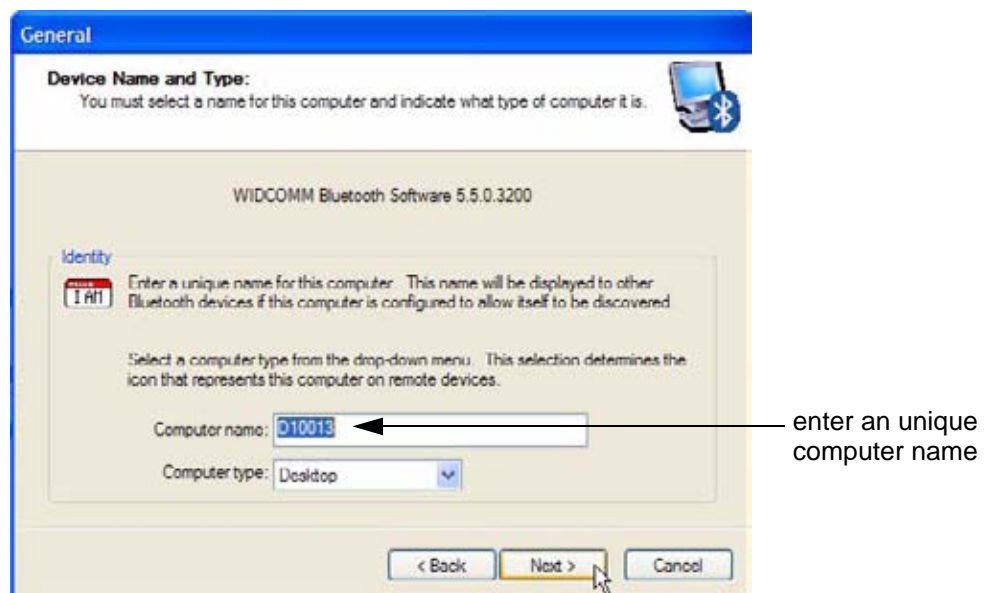 General
Device Name and Type:
You must select a name for this computer and indicate what type of computer it is.
WIDCOMM Bluetooth Software 5.5.0.3200
Identity
I AM
Enter a unique name for this computer. This name will be displayed to other
Bluetooth devices if this computer is configured to allow itself to be discovered
Select a computer type from the drop-down menu. This selection determines the
icon that represents this computer on remote devices.
Computer name: D10013
enter an unique
computer name
Computer type: Desktop
< Back Next > Cancel